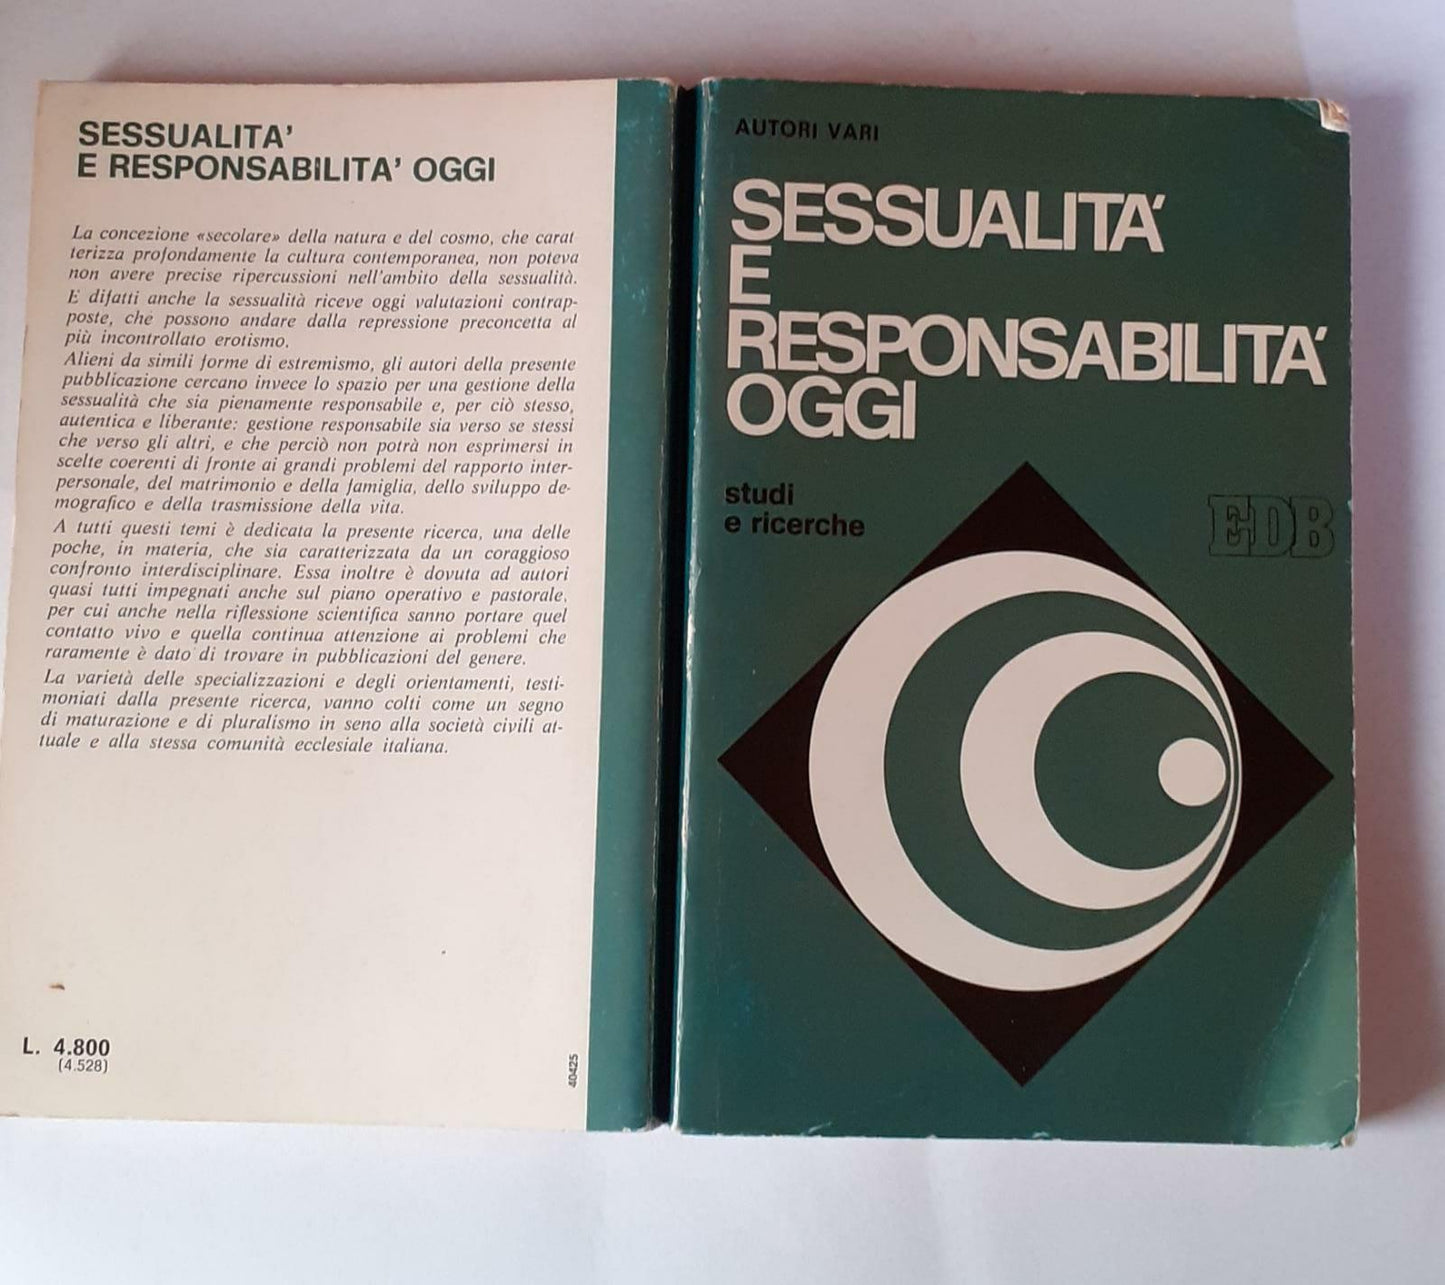 SESSUALITA'
E RESPONSABILITA' OGGI
La concezione «secolare» della natura e del cosmo, che carat
terizza profondamente la cultura contemporanea, non poteva
non avere precise ripercussioni nell'ambito della sessualità.
E difatti anche la sessualità riceve oggi valutazioni contrap-
poste, che possono andare dalla repressione preconcetta al
più incontrollato erotismo.
Alieni da simili forme di estremismo, gli autori della presente
pubblicazione cercano invece lo spazio per una gestione della
sessualità che sia pienamente responsabile e, per ciò stesso,
autentica e liberante: gestione responsabile sia verso se stessi
che verso gli altri, e che perciò non potrà non esprimersi in
scelte coerenti di fronte ai grandi problemi del rapporto inter-
personale, del matrimonio e della famiglia, dello sviluppo de-
mografico e della trasmissione della vita.
A tutti questi temi è dedicata la presente ricerca, una delle
poche, in materia, che sia caratterizzata da un coraggioso
confronto interdisciplinare. Essa inoltre è dovuta ad autori
quasi tutti impegnati anche sul piano operativo e pastorale,
per cui anche nella riflessione scientifica sanno portare quel
contatto vivo e quella continua attenzione ai problemi che
raramente è dato di trovare in pubblicazioni del genere.
La varietà delle specializzazioni e degli orientamenti, testi-
moniati dalla presente ricerca, vanno colti come un segno
di maturazione e di pluralismo in seno alla società civili at-
tuale e alla stessa comunità ecclesiale italiana.
L. 4.800
(4.528)
40425
AUTORI VARI
SESSUALITA'
E
RESPONSABILITA'
OGGI
studi
e ricerche
EDB